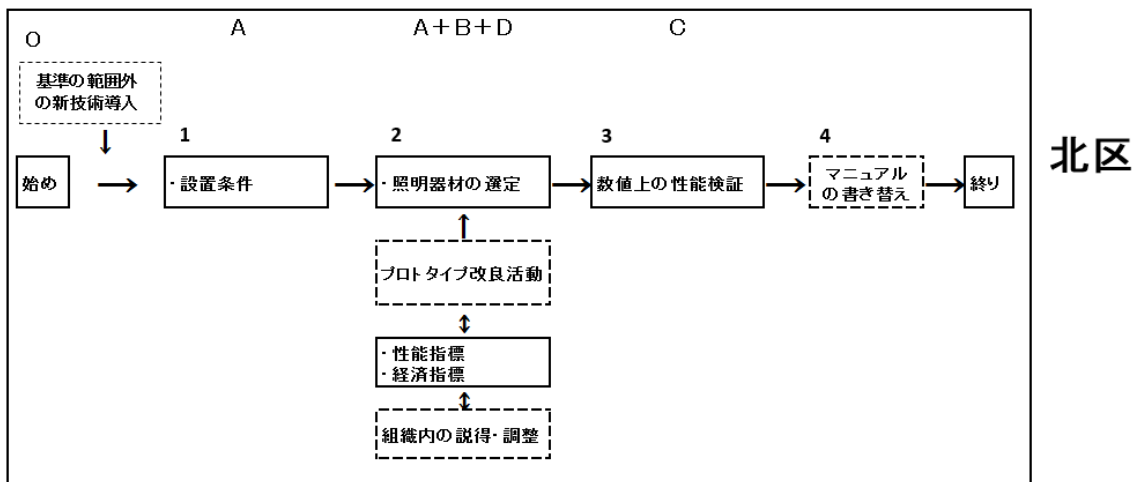 O
A
A+B+D
C
基準の範囲外
の新技術導入
1
2
3
4
北区
始め
・設置条件
・照明器材の選定
数値上の性能検証
マニュアル
の書き替え
終り
プロトタイプ改良活動
・性能指標
・経済指標
組織内の説得・調整